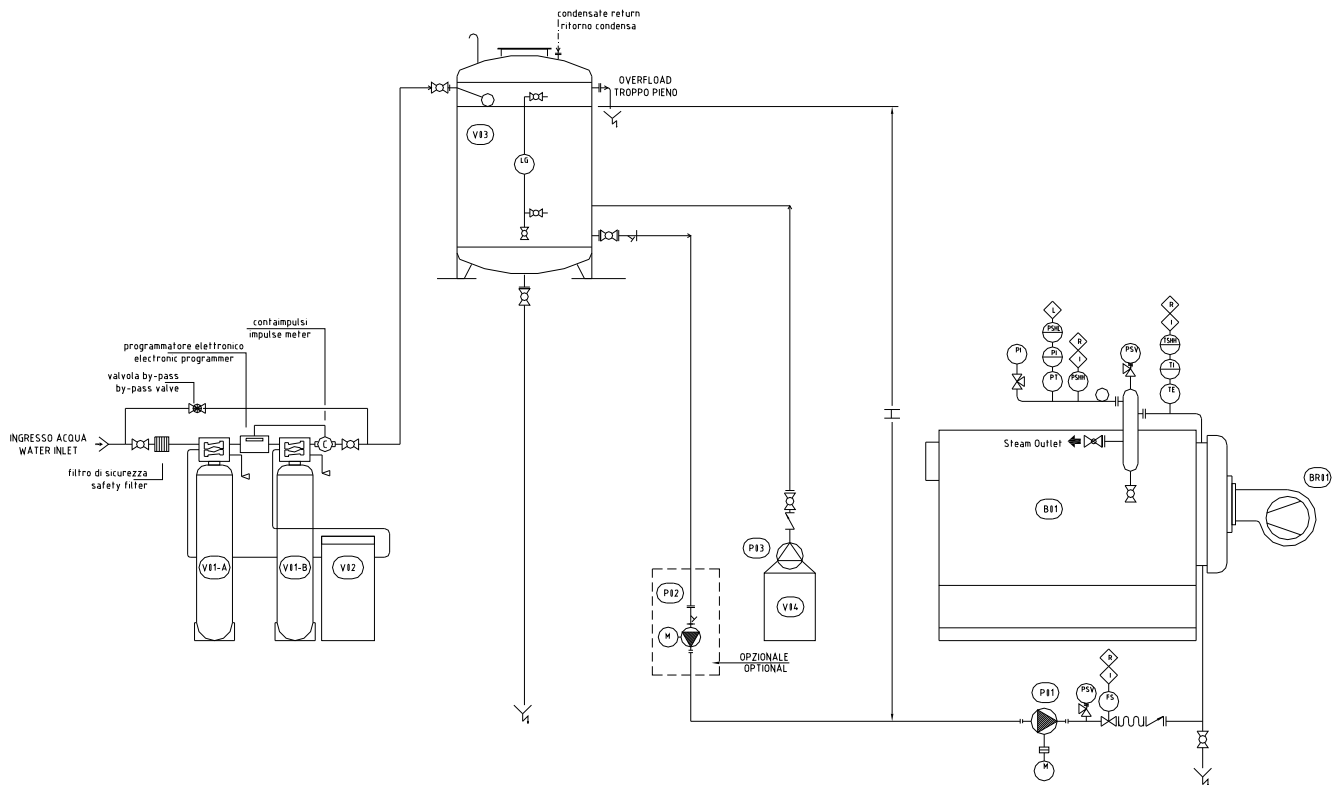 condensate return
ritorno condensa
OVERFLOAD
TROPPO PIENO
V03
LG
contaimpulsi
impulse meter
programmatore elettronico
electronic programmer
valvola by-pass
by-pass valve
INGRESSO ACQUA
WATER INLET
C
filtro di sicurezza
safety filter
V01-A
V01-B
V02
H
L
PSHL
PI
PT
PI
R
I
PSHH
PSV
R
I
TSHH
TI
TE
Steam Outlet
B01
BR01
P03
V04
P02
M
OPZIONALE
OPTIONAL
P01
PSV
R
I
FS
M